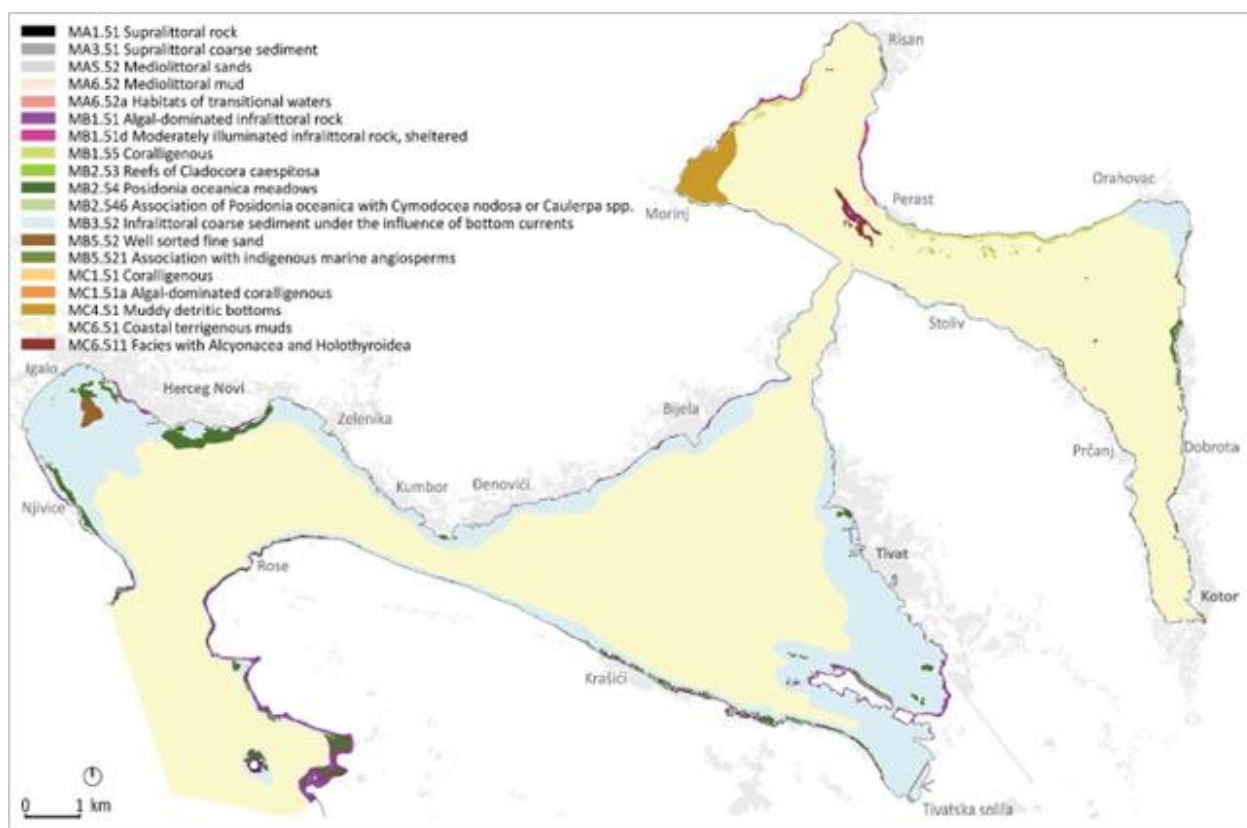 MA1.51 Supralittoral rock
MA3.51 Supralittoral coarse sediment
MA5.52 Mediolittoral sands
MA6.52 Mediolittoral mud
MA6.52a Habitats of transitional waters
MB1.51 Algal-dominated infralittoral rock
MB1.51d Moderately illuminated infralittoral rock, sheltered
MB1.55 Coralligenous
MB2.53 Reefs of Cladocora caespitosa
MB2.54 Posidonia oceanica meadows
MB2.546 Association of Posidonia oceanica with Cymodocea nodosa or Caulerpa spp.
MB3.52 Infralittoral coarse sediment under the influence of bottom currents
MB5.52 Well sorted fine sand
MB5.521 Association with indigenous marine angiosperms
MC1.51 Coralligenous
MC1.51a Algal-dominated coralligenous
MC4.51 Muddy detritic bottoms
MC6.51 Coastal terrigenous muds
MC6.511 Facies with Alcyonacea and Holothyroidea
Risan
Orahovac
Morinj
Perast
Stoliv
Igalo
Herceg Novi
Zelenika
Bijela
Prčanj
Dobrota
Kumbor
Đenovići
Njivice
Tivat
Rose
Kotor
Krašići
Tivatska solila
0 1 km